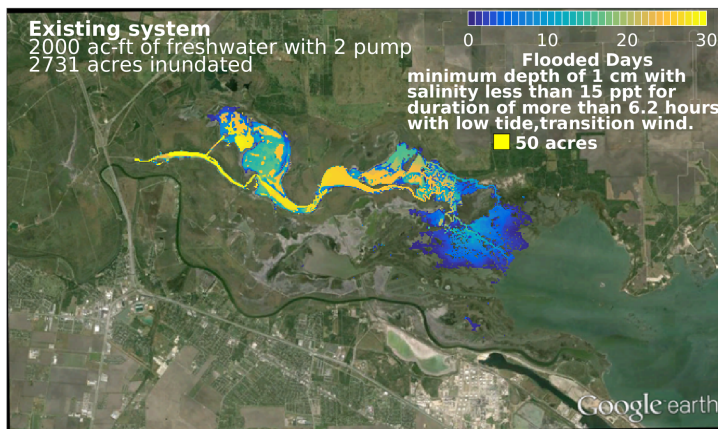 Existing system
2000 ac-ft of freshwater with 2 pump
2731 acres inundated
0 10 20 30
Flooded Days
minimum depth of 1 cm with
salinity less than 15 ppt for
duration of more than 6.2 hours
with low tide,transition wind.
50 acres
Google earth